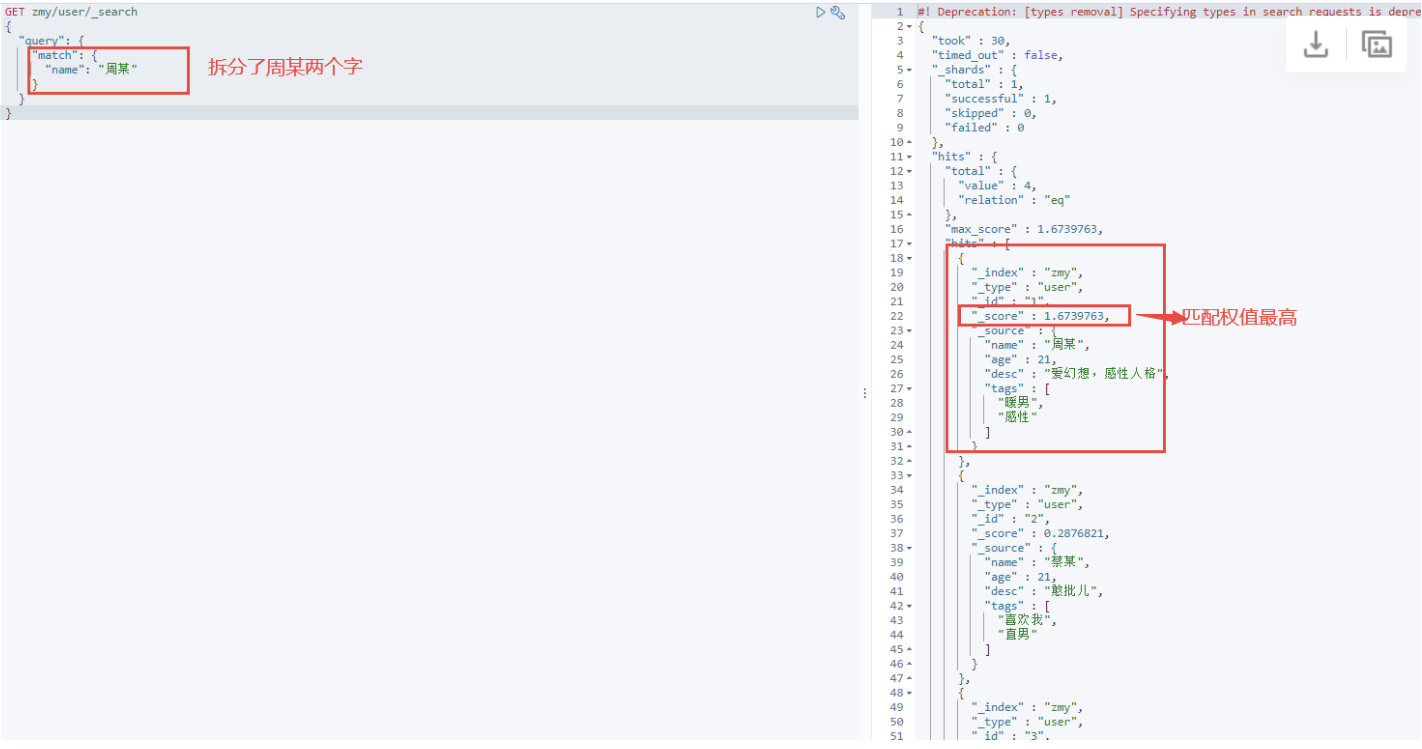 GET zmy/user/_search
{
"query": {
"match": {
"name": "周某"
}
}
}
拆分了周某两个字
1 #! Deprecation: [types removal] Specifying types in search requests is depre
2 {
3 "took" : 30,
4 "timed_out" : false,
5 "_shards" : {
6 "total" : 1,
7 "successful" : 1,
8 "skipped" : 0,
9 "failed" : 0
10 },
11 "hits" : {
12 "total" : {
13 "value" : 4,
14 "relation" : "eq"
15 },
16 "max_score" : 1.6739763,
17 "hits" : [
18 {
19 "_index" : "zmy",
20 "_type" : "user",
21 "_id" : "1",
22 "_score" : 1.6739763,
匹配权值最高
23 "_source" : {
24 "name" : "周某",
25 "age" : 21,
26 "desc" : "爱幻想，感性人格",
27 "tags" : [
28 "暖男",
29 "感性"
30 ]
31 }
32 },
33 {
34 "_index" : "zmy",
35 "_type" : "user",
36 "_id" : "2",
37 "_score" : 0.2876821,
38 "_source" : {
39 "name" : "蔡某",
40 "age" : 21,
41 "desc" : "憨批儿",
42 "tags" : [
43 "喜欢我",
44 "直男"
45 ]
46 }
47 },
48 {
49 "_index" : "zmy",
50 "_type" : "user",
51 "_id" : "3",